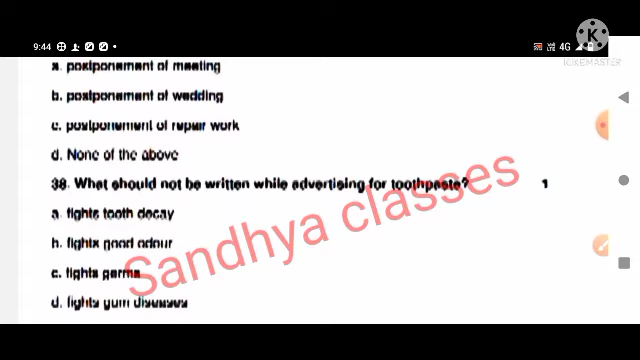 9:44
4G
K
KINEMASTER
a. postponement of meeting
b. postponement of wedding
c. postponement of repair work
d. None of the above
38. What should not be written while advertising for toothpaste? 1
a fights tooth decay
b. fights good odour
c. fights germs
d. fights gum diseases
Sandhya classes